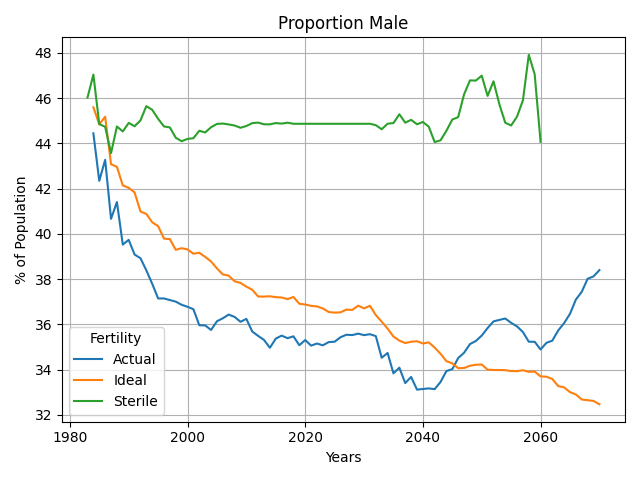 Proportion Male
% of Population
48
46
44
42
40
38
36
34
32
Fertility
Actual
Ideal
Sterile
1980
2000
2020
2040
2060
Years